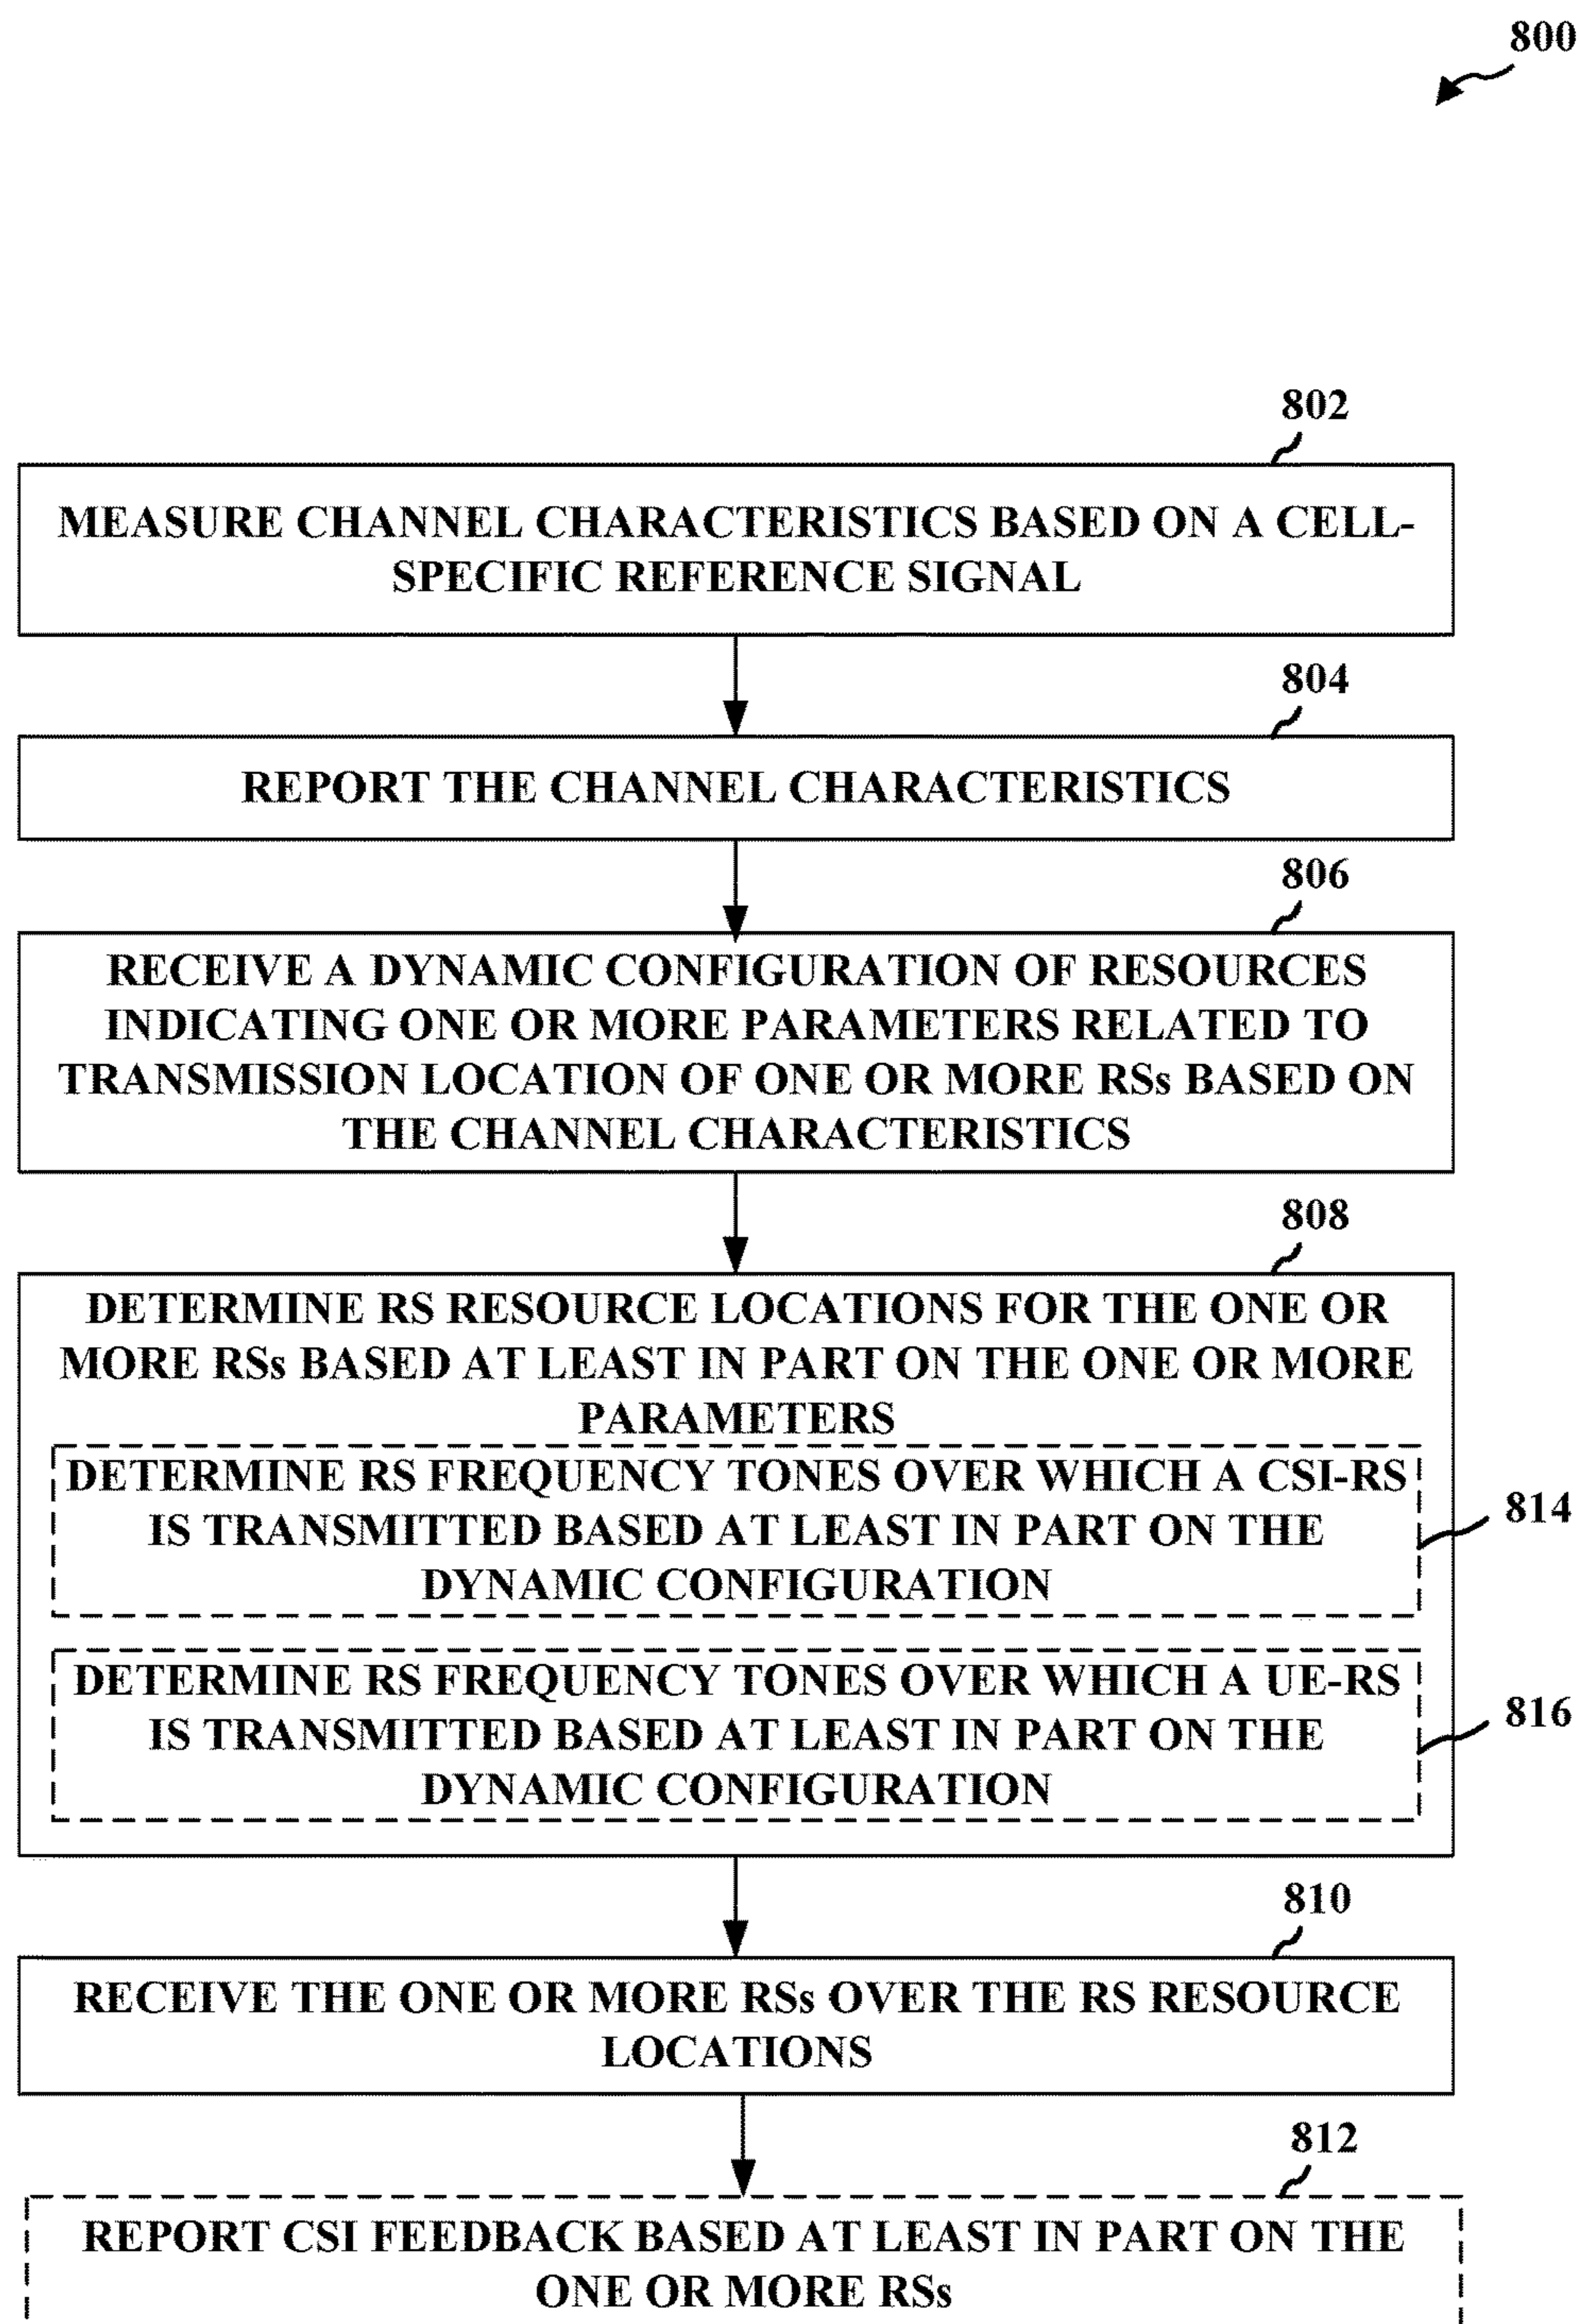 800
802
MEASURE CHANNEL CHARACTERISTICS BASED ON A CELL-
SPECIFIC REFERENCE SIGNAL
804
REPORT THE CHANNEL CHARACTERISTICS
806
RECEIVE A DYNAMIC CONFIGURATION OF RESOURCES
INDICATING ONE OR MORE PARAMETERS RELATED TO
TRANSMISSION LOCATION OF ONE OR MORE RSs BASED ON
THE CHANNEL CHARACTERISTICS
808
DETERMINE RS RESOURCE LOCATIONS FOR THE ONE OR
MORE RSs BASED AT LEAST IN PART ON THE ONE OR MORE
PARAMETERS
DETERMINE RS FREQUENCY TONES OVER WHICH A CSI-RS
IS TRANSMITTED BASED AT LEAST IN PART ON THE
DYNAMIC CONFIGURATION
814
DETERMINE RS FREQUENCY TONES OVER WHICH A UE-RS
IS TRANSMITTED BASED AT LEAST IN PART ON THE
DYNAMIC CONFIGURATION
816
810
RECEIVE THE ONE OR MORE RSs OVER THE RS RESOURCE
LOCATIONS
812
REPORT CSI FEEDBACK BASED AT LEAST IN PART ON THE
ONE OR MORE RSs